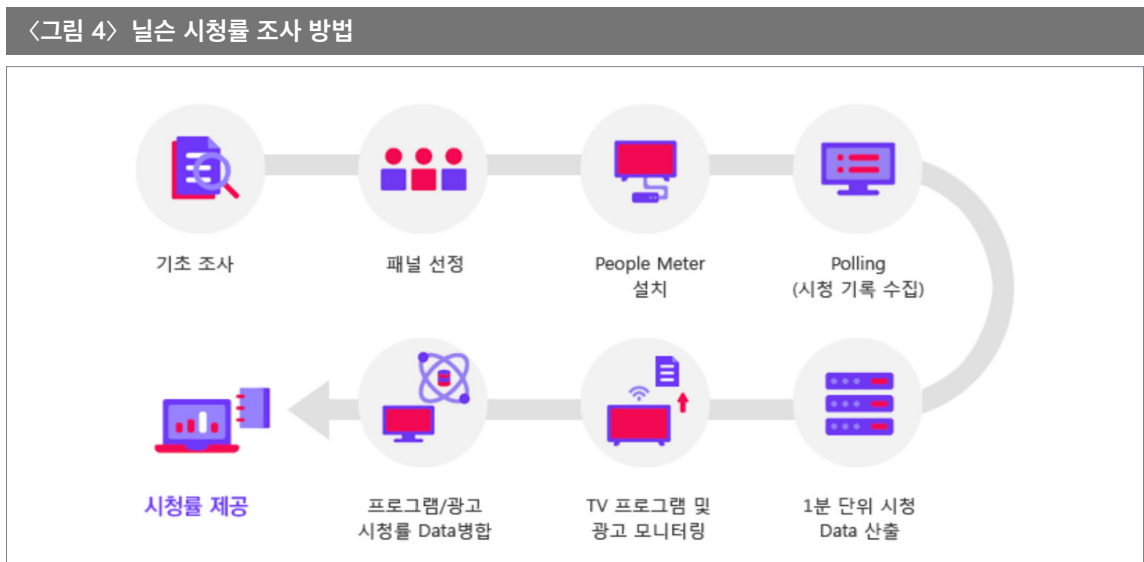 〈그림 4〉 닐슨 시청률 조사 방법
기초 조사
패널 선정
People Meter
설치
Polling
(시청 기록 수집)
1분 단위 시청
Data 산출
TV 프로그램 및
광고 모니터링
프로그램/광고
시청률 Data병합
시청률 제공